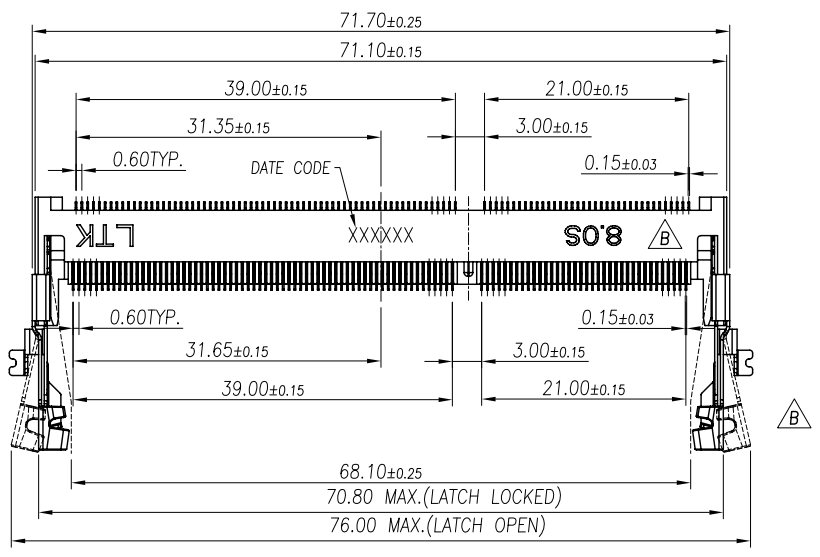 71.70±0.25
71.10±0.15
39.00±0.15 21.00±0.15
31.35±0.15 3.00±0.15
0.60TYP. DATE CODE 0.15±0.03
LTK XXXXXX 8.0S B
0.60TYP. 0.15±0.03
31.65±0.15 3.00±0.15
39.00±0.15 21.00±0.15
B
68.10±0.25
70.80 MAX.(LATCH LOCKED)
76.00 MAX.(LATCH OPEN)